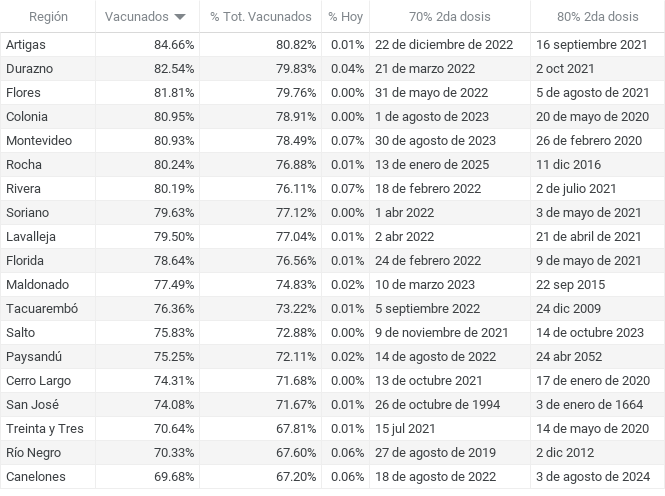 Región Vacunados % Tot. Vacunados % Hoy 70% 2da dosis 80% 2da dosis
Artigas 84.66% 80.82% 0.01% 22 de diciembre de 2022 16 septiembre 2021
Durazno 82.54% 79.83% 0.04% 21 de marzo 2022 2 oct 2021
Flores 81.81% 79.76% 0.00% 31 de mayo de 2022 5 de agosto de 2021
Colonia 80.95% 78.91% 0.00% 1 de agosto de 2023 20 de mayo de 2020
Montevideo 80.93% 78.49% 0.07% 30 de agosto de 2023 26 de febrero 2020
Rocha 80.24% 76.88% 0.01% 13 de enero de 2025 11 dic 2016
Rivera 80.19% 76.11% 0.07% 18 de febrero 2022 2 de julio 2021
Soriano 79.63% 77.12% 0.00% 1 abr 2022 3 de mayo de 2021
Lavalleja 79.50% 77.04% 0.01% 2 abr 2022 21 de abril de 2021
Florida 78.64% 76.56% 0.01% 24 de febrero 2022 9 de mayo de 2021
Maldonado 77.49% 74.83% 0.02% 10 de marzo 2023 22 sep 2015
Tacuarembó 76.36% 73.22% 0.01% 5 septiembre 2022 24 dic 2009
Salto 75.83% 72.88% 0.00% 9 de noviembre de 2021 14 de octubre 2023
Paysandú 75.25% 72.11% 0.02% 14 de agosto de 2022 24 abr 2052
Cerro Largo 74.31% 71.68% 0.00% 13 de octubre 2021 17 de enero de 2020
San José 74.08% 71.67% 0.01% 26 de octubre de 1994 3 de enero de 1664
Treinta y Tres 70.64% 67.81% 0.01% 15 jul 2021 14 de mayo de 2020
Río Negro 70.33% 67.60% 0.06% 27 de agosto de 2019 2 dic 2012
Canelones 69.68% 67.20% 0.06% 18 de agosto de 2022 3 de agosto de 2024